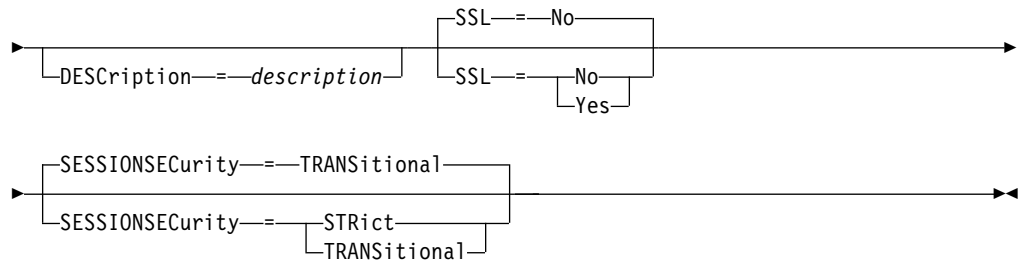 SSL = No
DESCription = description SSL = No
Yes
SESSIONSECurity = TRANSitional
SESSIONSECurity = STRict
TRANSitional